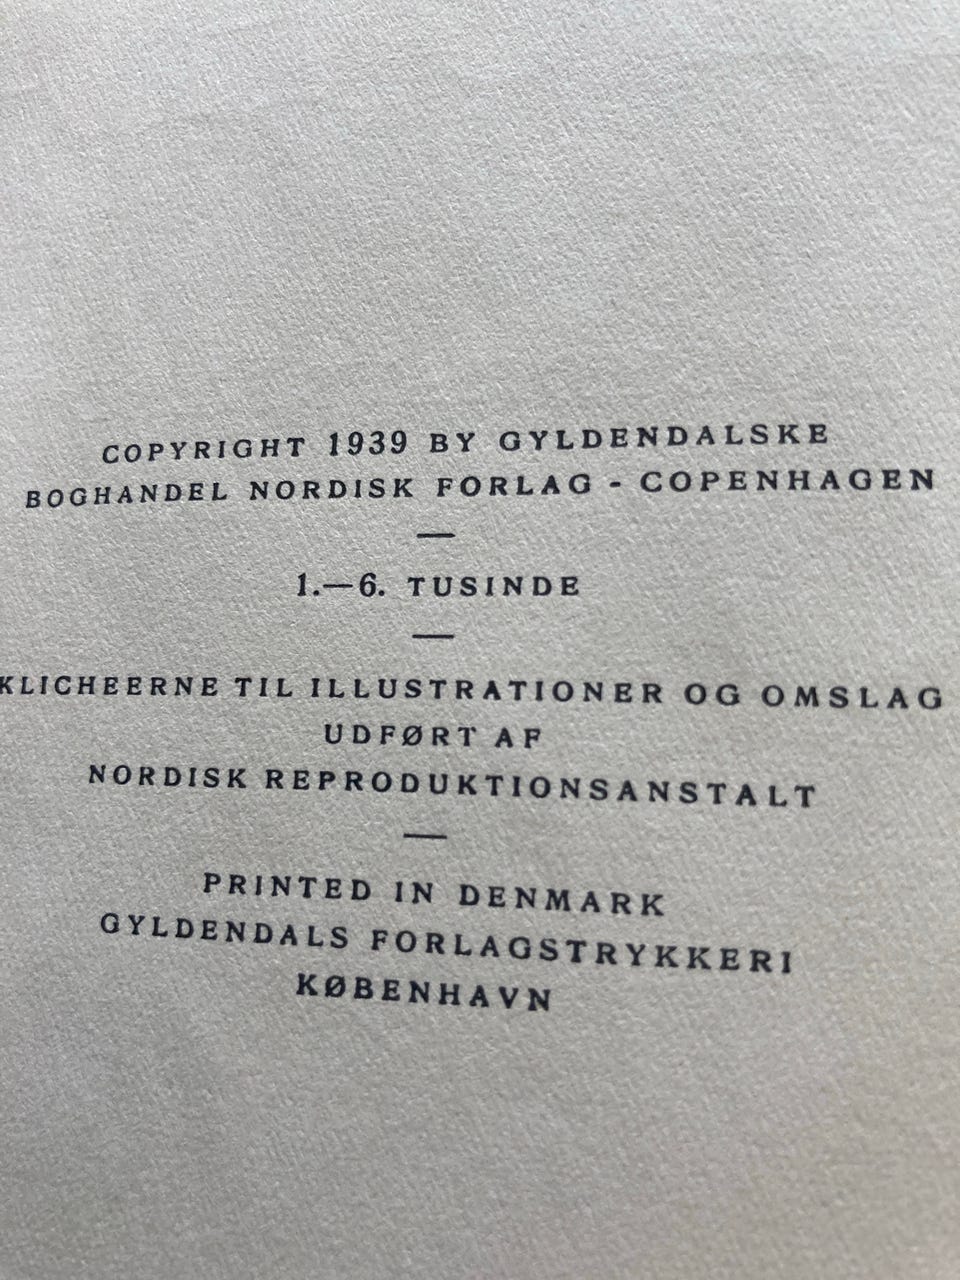 COPYRIGHT 1939 BY GYLDENDALSKE
BOGHANDEL NORDISK FORLAG - COPENHAGEN
—
1.—6. TUSINDE
—
KLICHEERNE TIL ILLUSTRATIONER OG OMSLAG
UDFØRT AF
NORDISK REPRODUKTIONSANSTALT
—
PRINTED IN DENMARK
GYLDENDALS FORLAGSTRYKKERI
KØBENHAVN